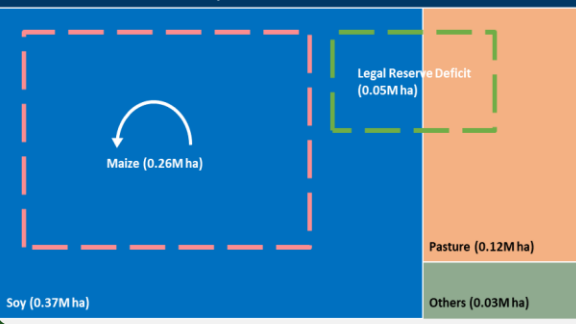 Legal Reserve Deficit
(0.05M ha)
Maize (0.26M ha)
Pasture (0.12M ha)
Soy (0.37M ha)
Others (0.03M ha)